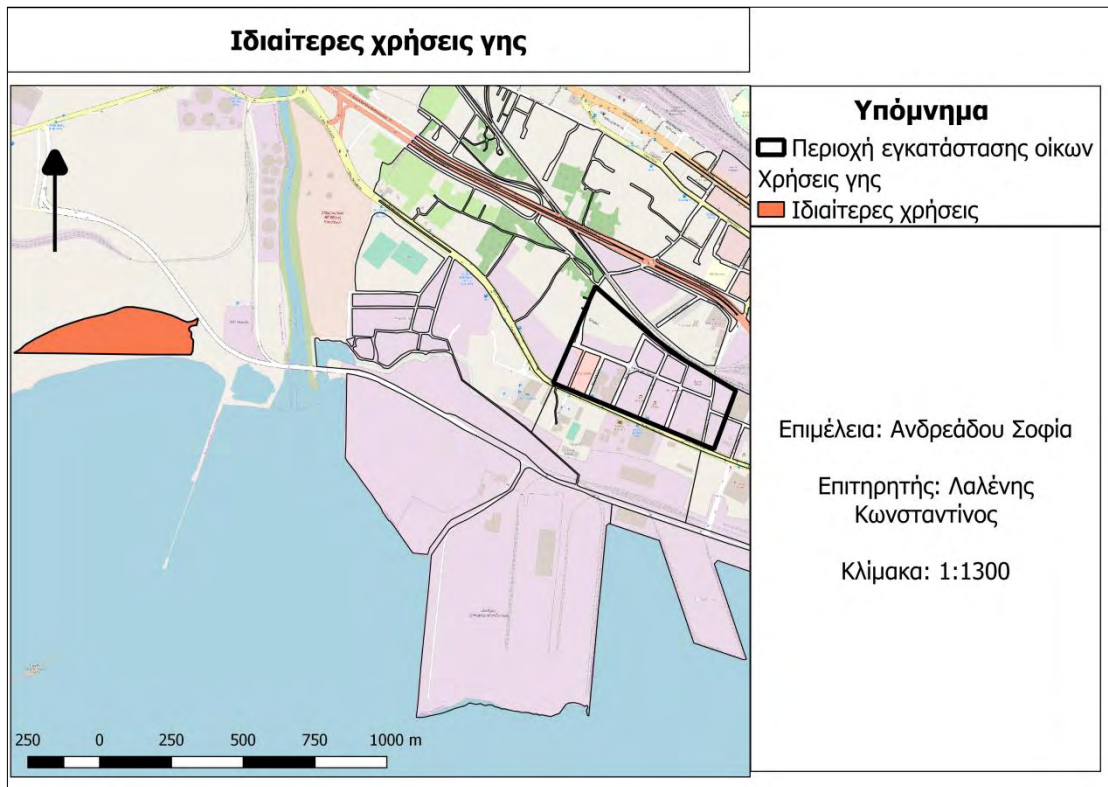 Ιδιαίτερες χρήσεις γης
Υπόμνημα
Περιοχή εγκατάστασης οίκων
Χρήσεις γης
Ιδιαίτερες χρήσεις
Επιμέλεια: Ανδρεάδου Σοφία
Επιτηρητής: Λαλένης
Κωνσταντίνος
Κλίμακα: 1:1300
250 0 250 500 750 1000 m